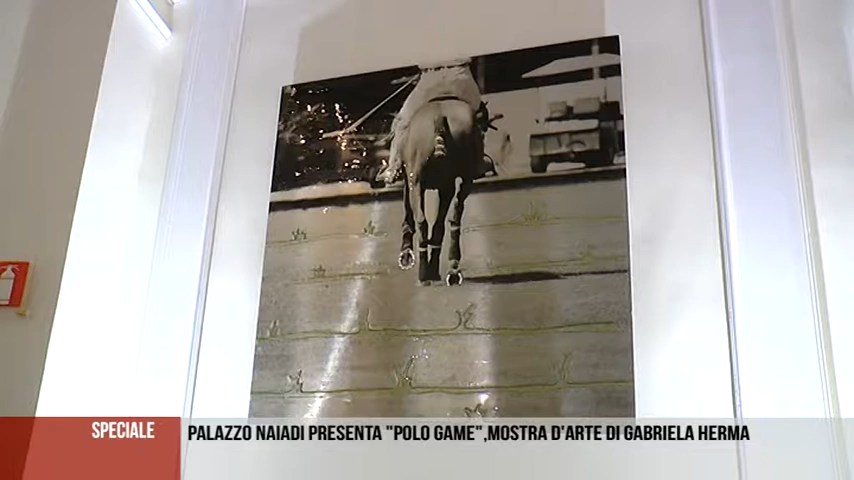 SPECIALE
PALAZZO NAIADI PRESENTA "POLO GAME",MOSTRA D'ARTE DI GABRIELA HERMA